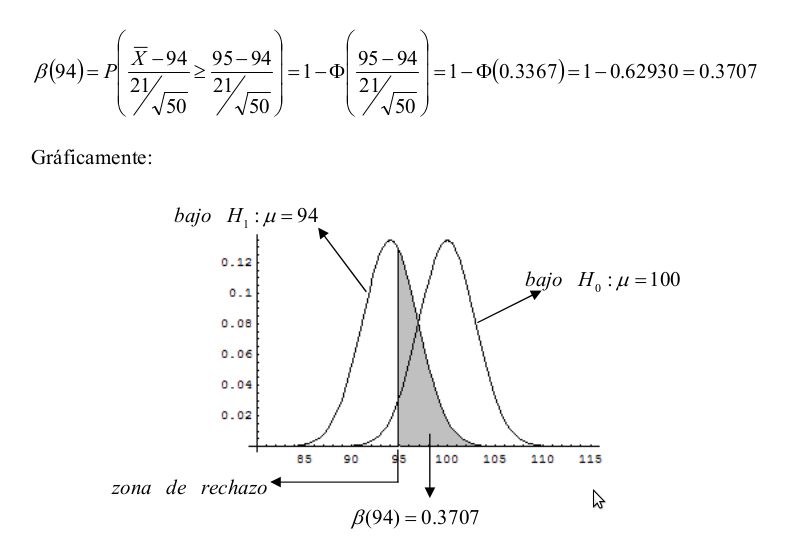 β(94) = P( (X̄ − 94)/(21/√50) ≥ (95 − 94)/(21/√50) ) = 1 − Φ( (95 − 94)/(21/√50) ) = 1 − Φ(0.3367) = 1 − 0.62930 = 0.3707
Gráficamente:
bajo H₁ : μ = 94
bajo H₀ : μ = 100
0.12
0.1
0.08
0.06
0.04
0.02
85 90 95 100 105 110 115
zona de rechazo
β(94) = 0.3707